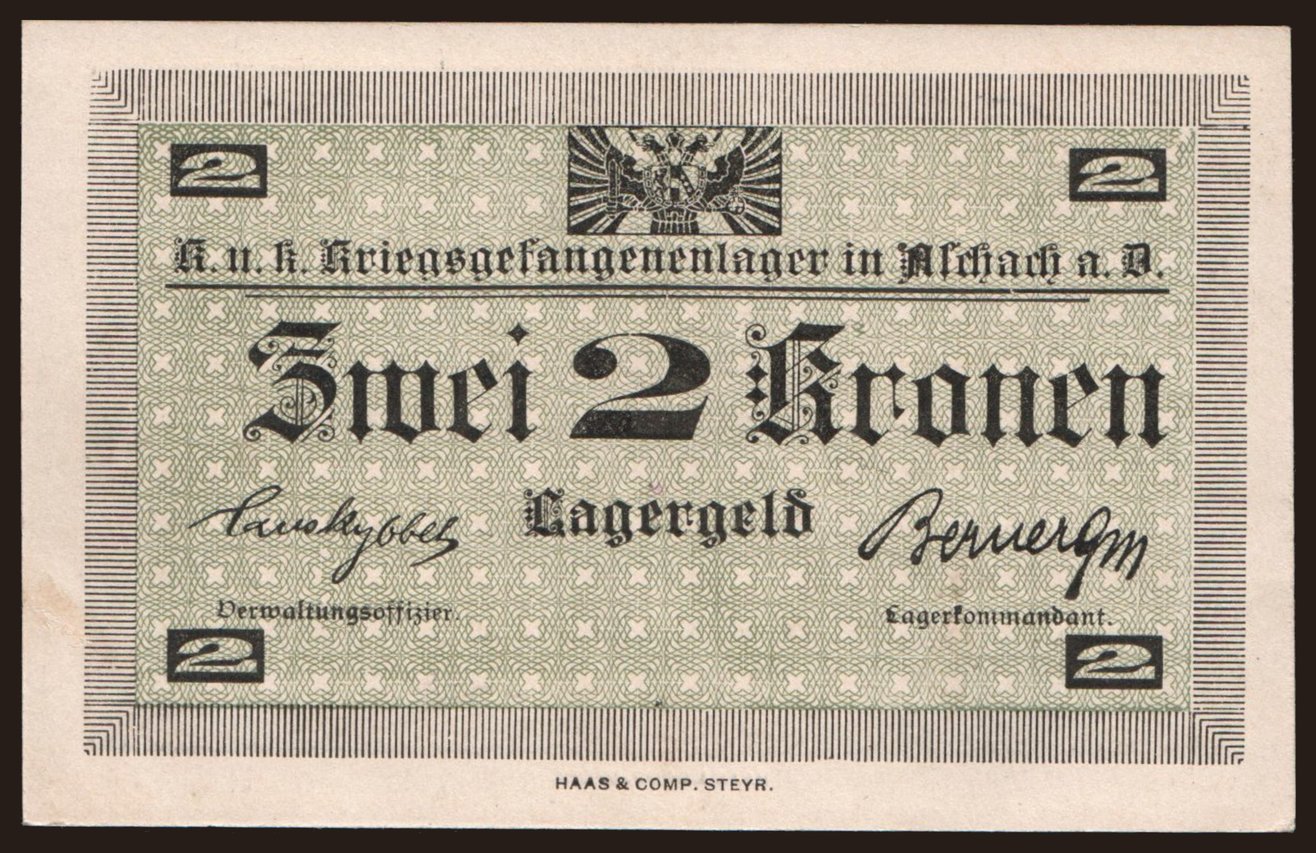 2 2
K. u. k. Kriegsgefangenenlager in Aschach a. D.
Zwei 2 Kronen
Lagergeld
Verwaltungsoffizier. Lagerkommandant.
2 2
HAAS & COMP. STEYR.